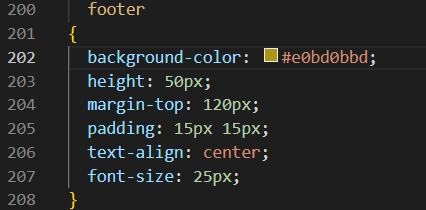 200 footer
201 {
202 background-color: #e0bd0bbd;
203 height: 50px;
204 margin-top: 120px;
205 padding: 15px 15px;
206 text-align: center;
207 font-size: 25px;
208 }